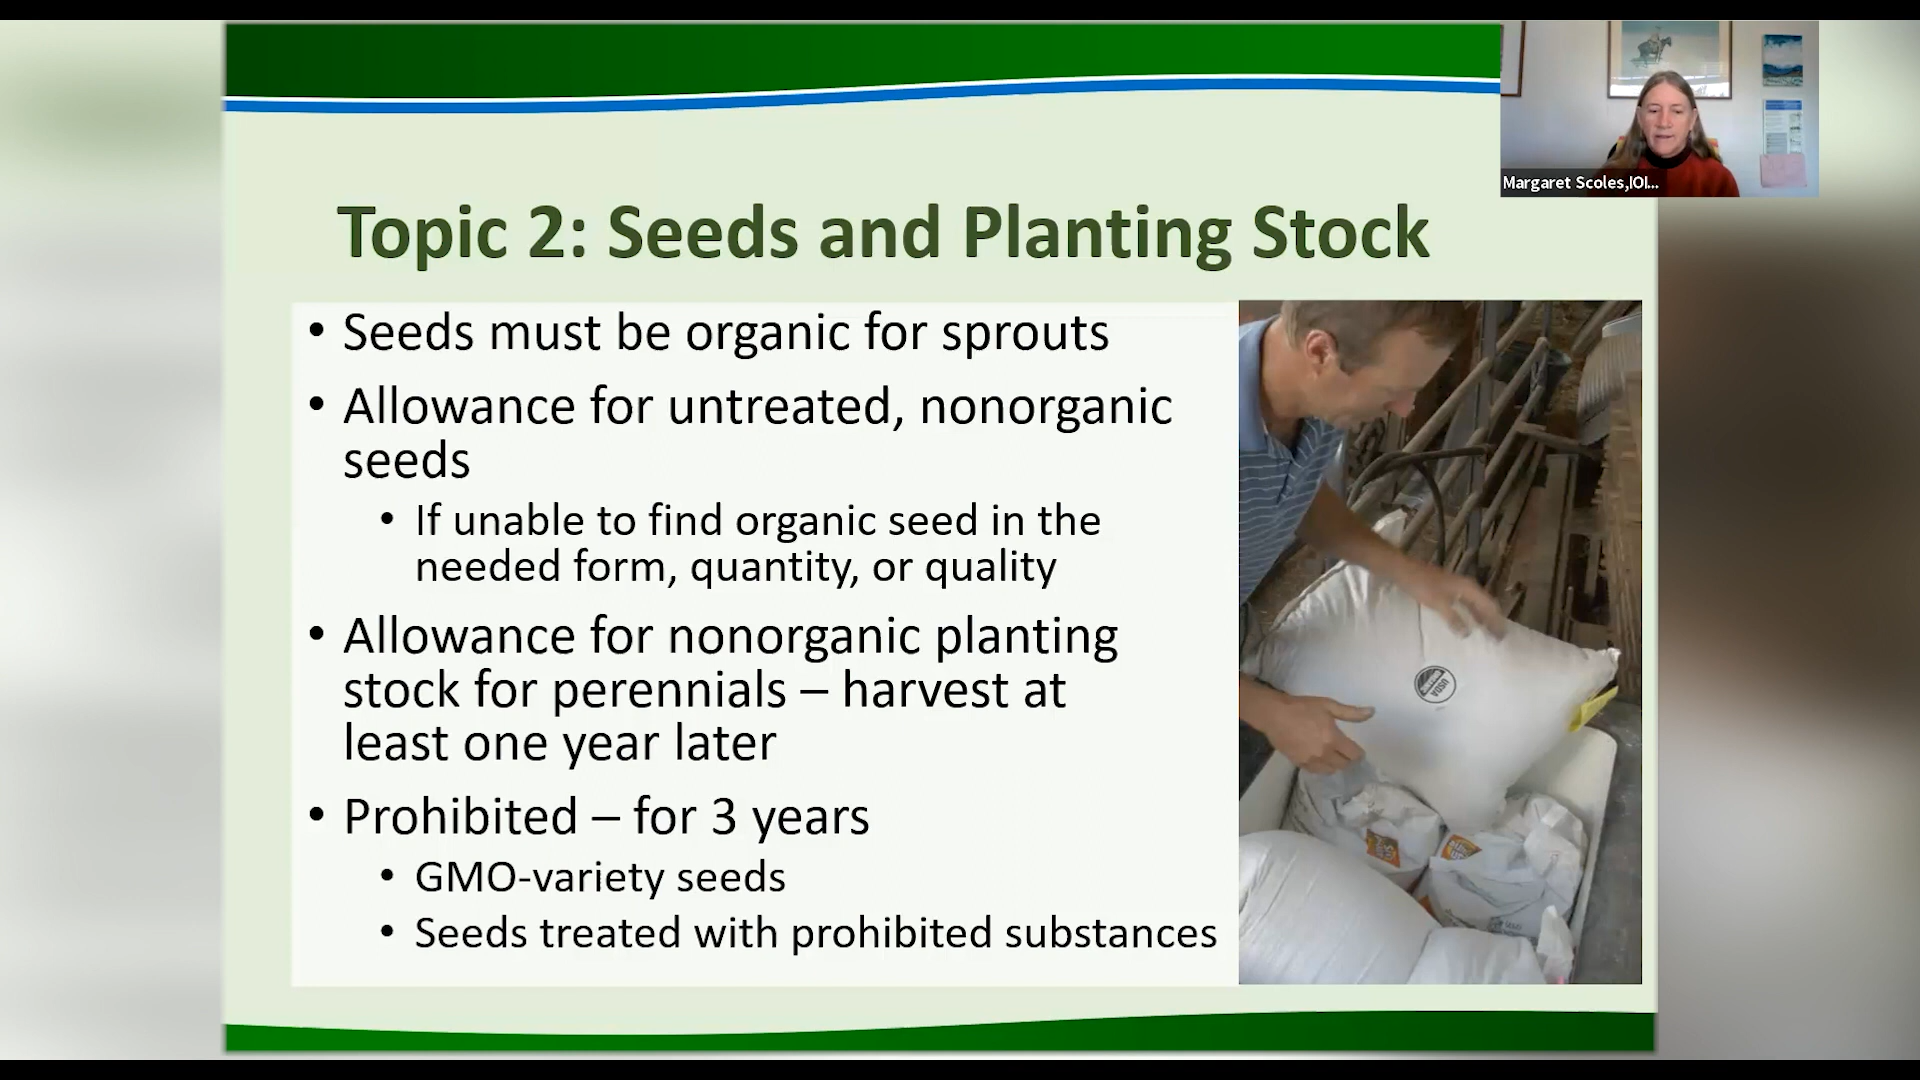 Margaret Scoles,IOI...
Topic 2: Seeds and Planting Stock
• Seeds must be organic for sprouts
• Allowance for untreated, nonorganic
seeds
• If unable to find organic seed in the
needed form, quantity, or quality
• Allowance for nonorganic planting
stock for perennials – harvest at
least one year later
• Prohibited – for 3 years
• GMO-variety seeds
• Seeds treated with prohibited substances
USDA